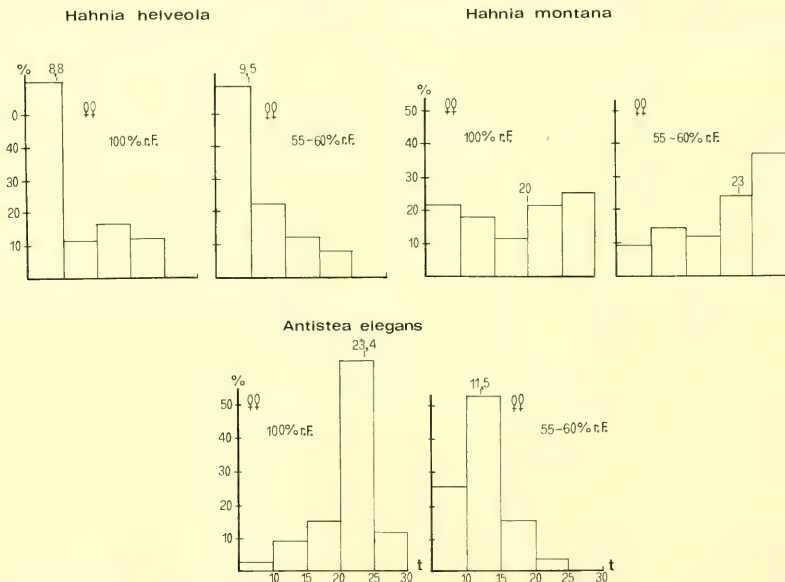 Hahnia helveola
Hahnia montana
% 8,8
♀♀
100% r.F.
0
40
30
20
10
9,5
♀♀
55-60% r.F.
%
50
40
30
20
10
♀♀
100% r.F.
20
♀♀
55-60% r.F.
23
Antistea elegans
23,4
%
♀♀
100% r.F.
50
40
30
20
10
10 15 20 25 30 t
11,5
♀♀
55-60% r.F.
10 15 20 25 30 t